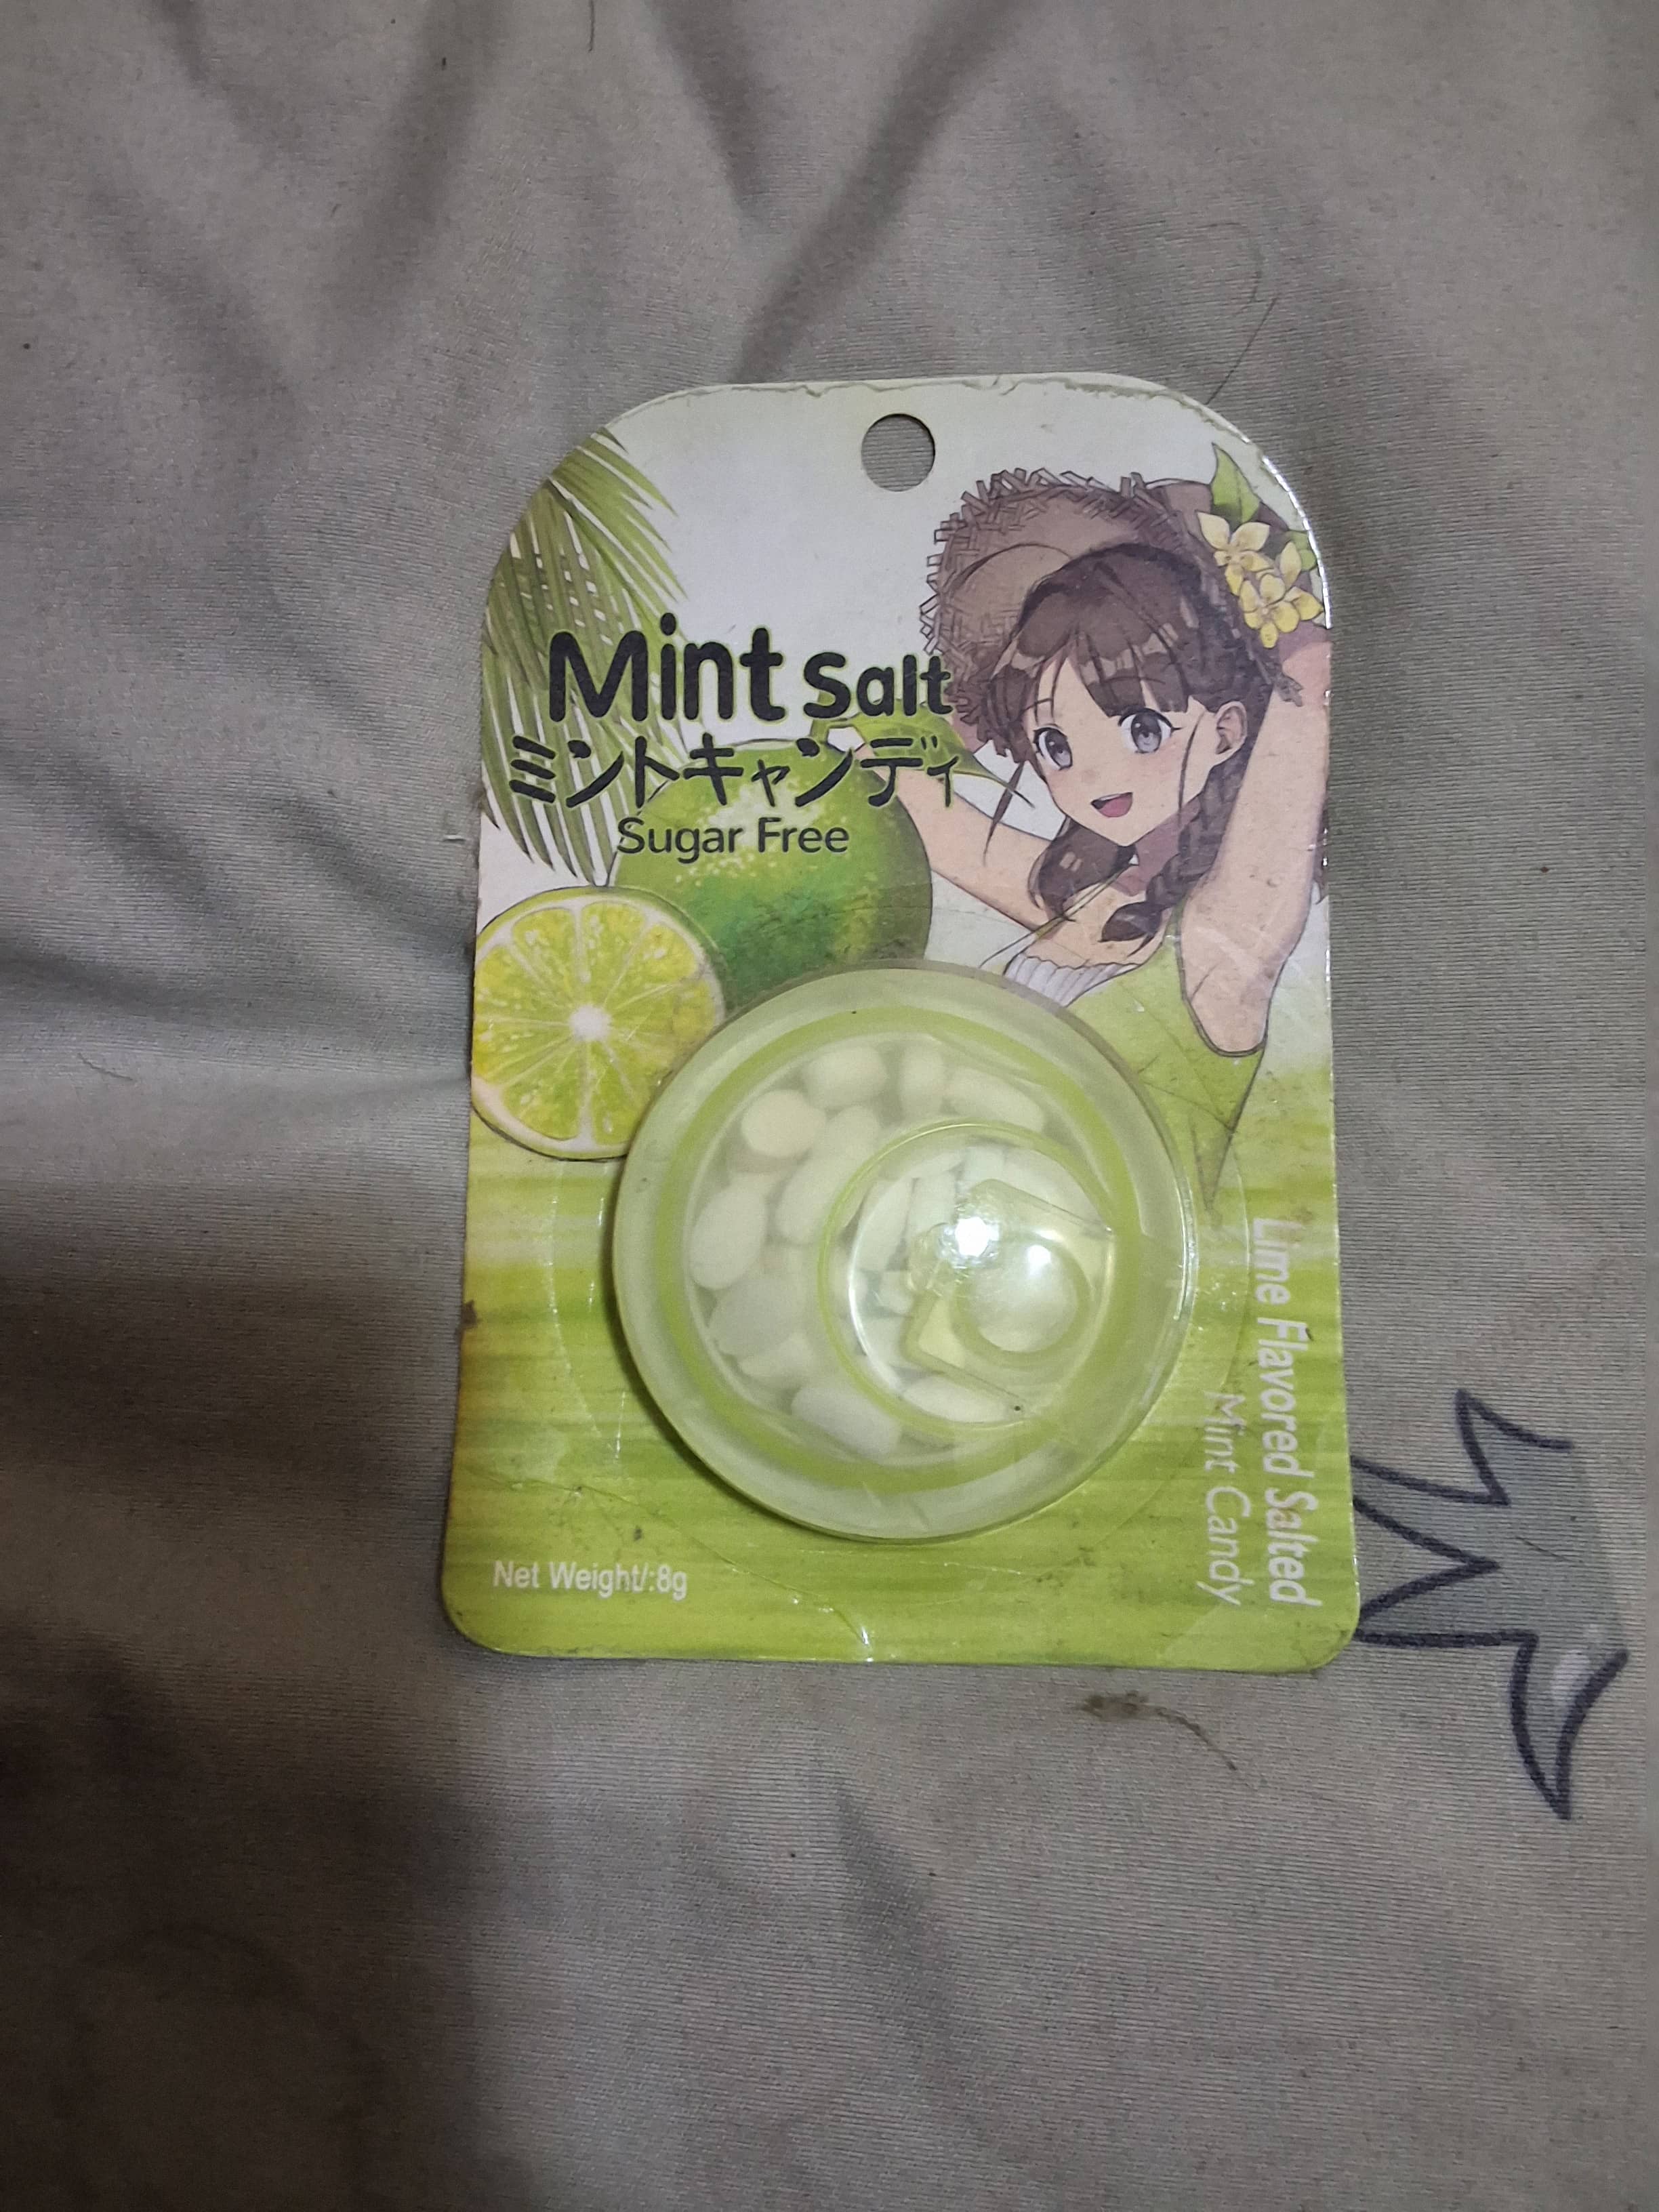 Mint Salt
ミントキャンディ
Sugar Free
Lime Flavored Salted
Mint Candy
Net Weight/:8g